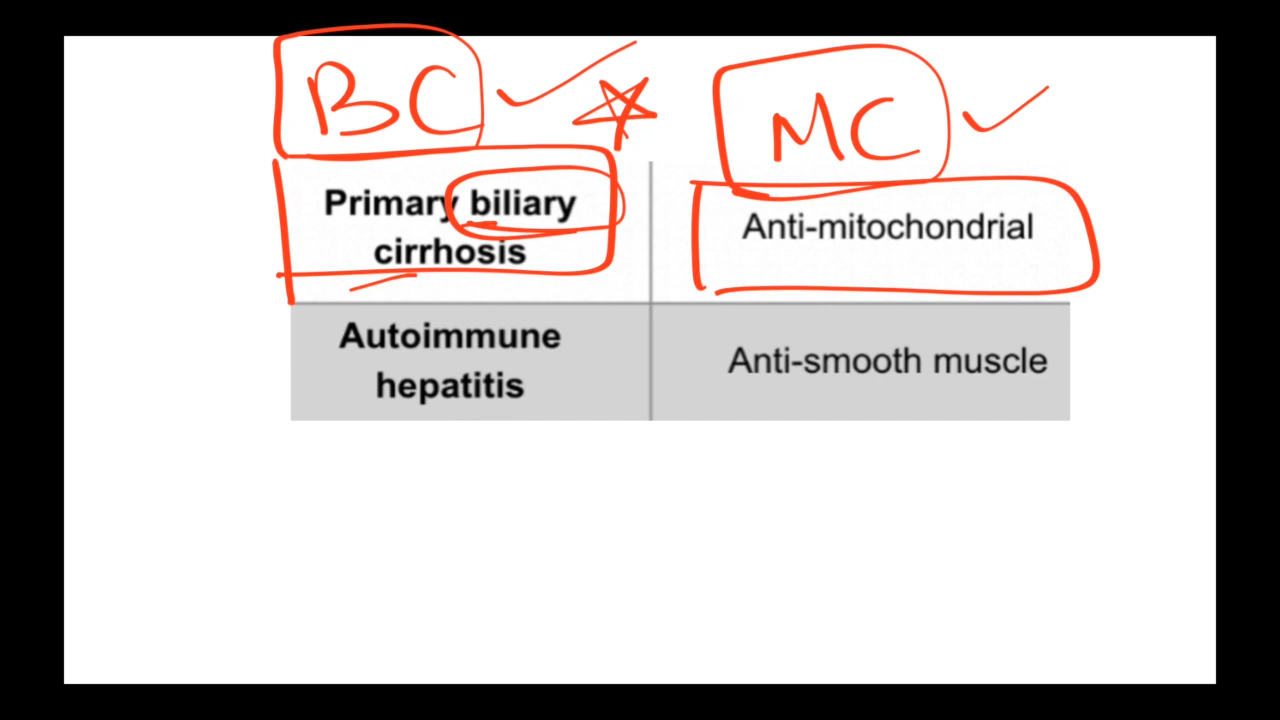 BC
MC
Primary biliary
cirrhosis
Anti-mitochondrial
Autoimmune
hepatitis
Anti-smooth muscle